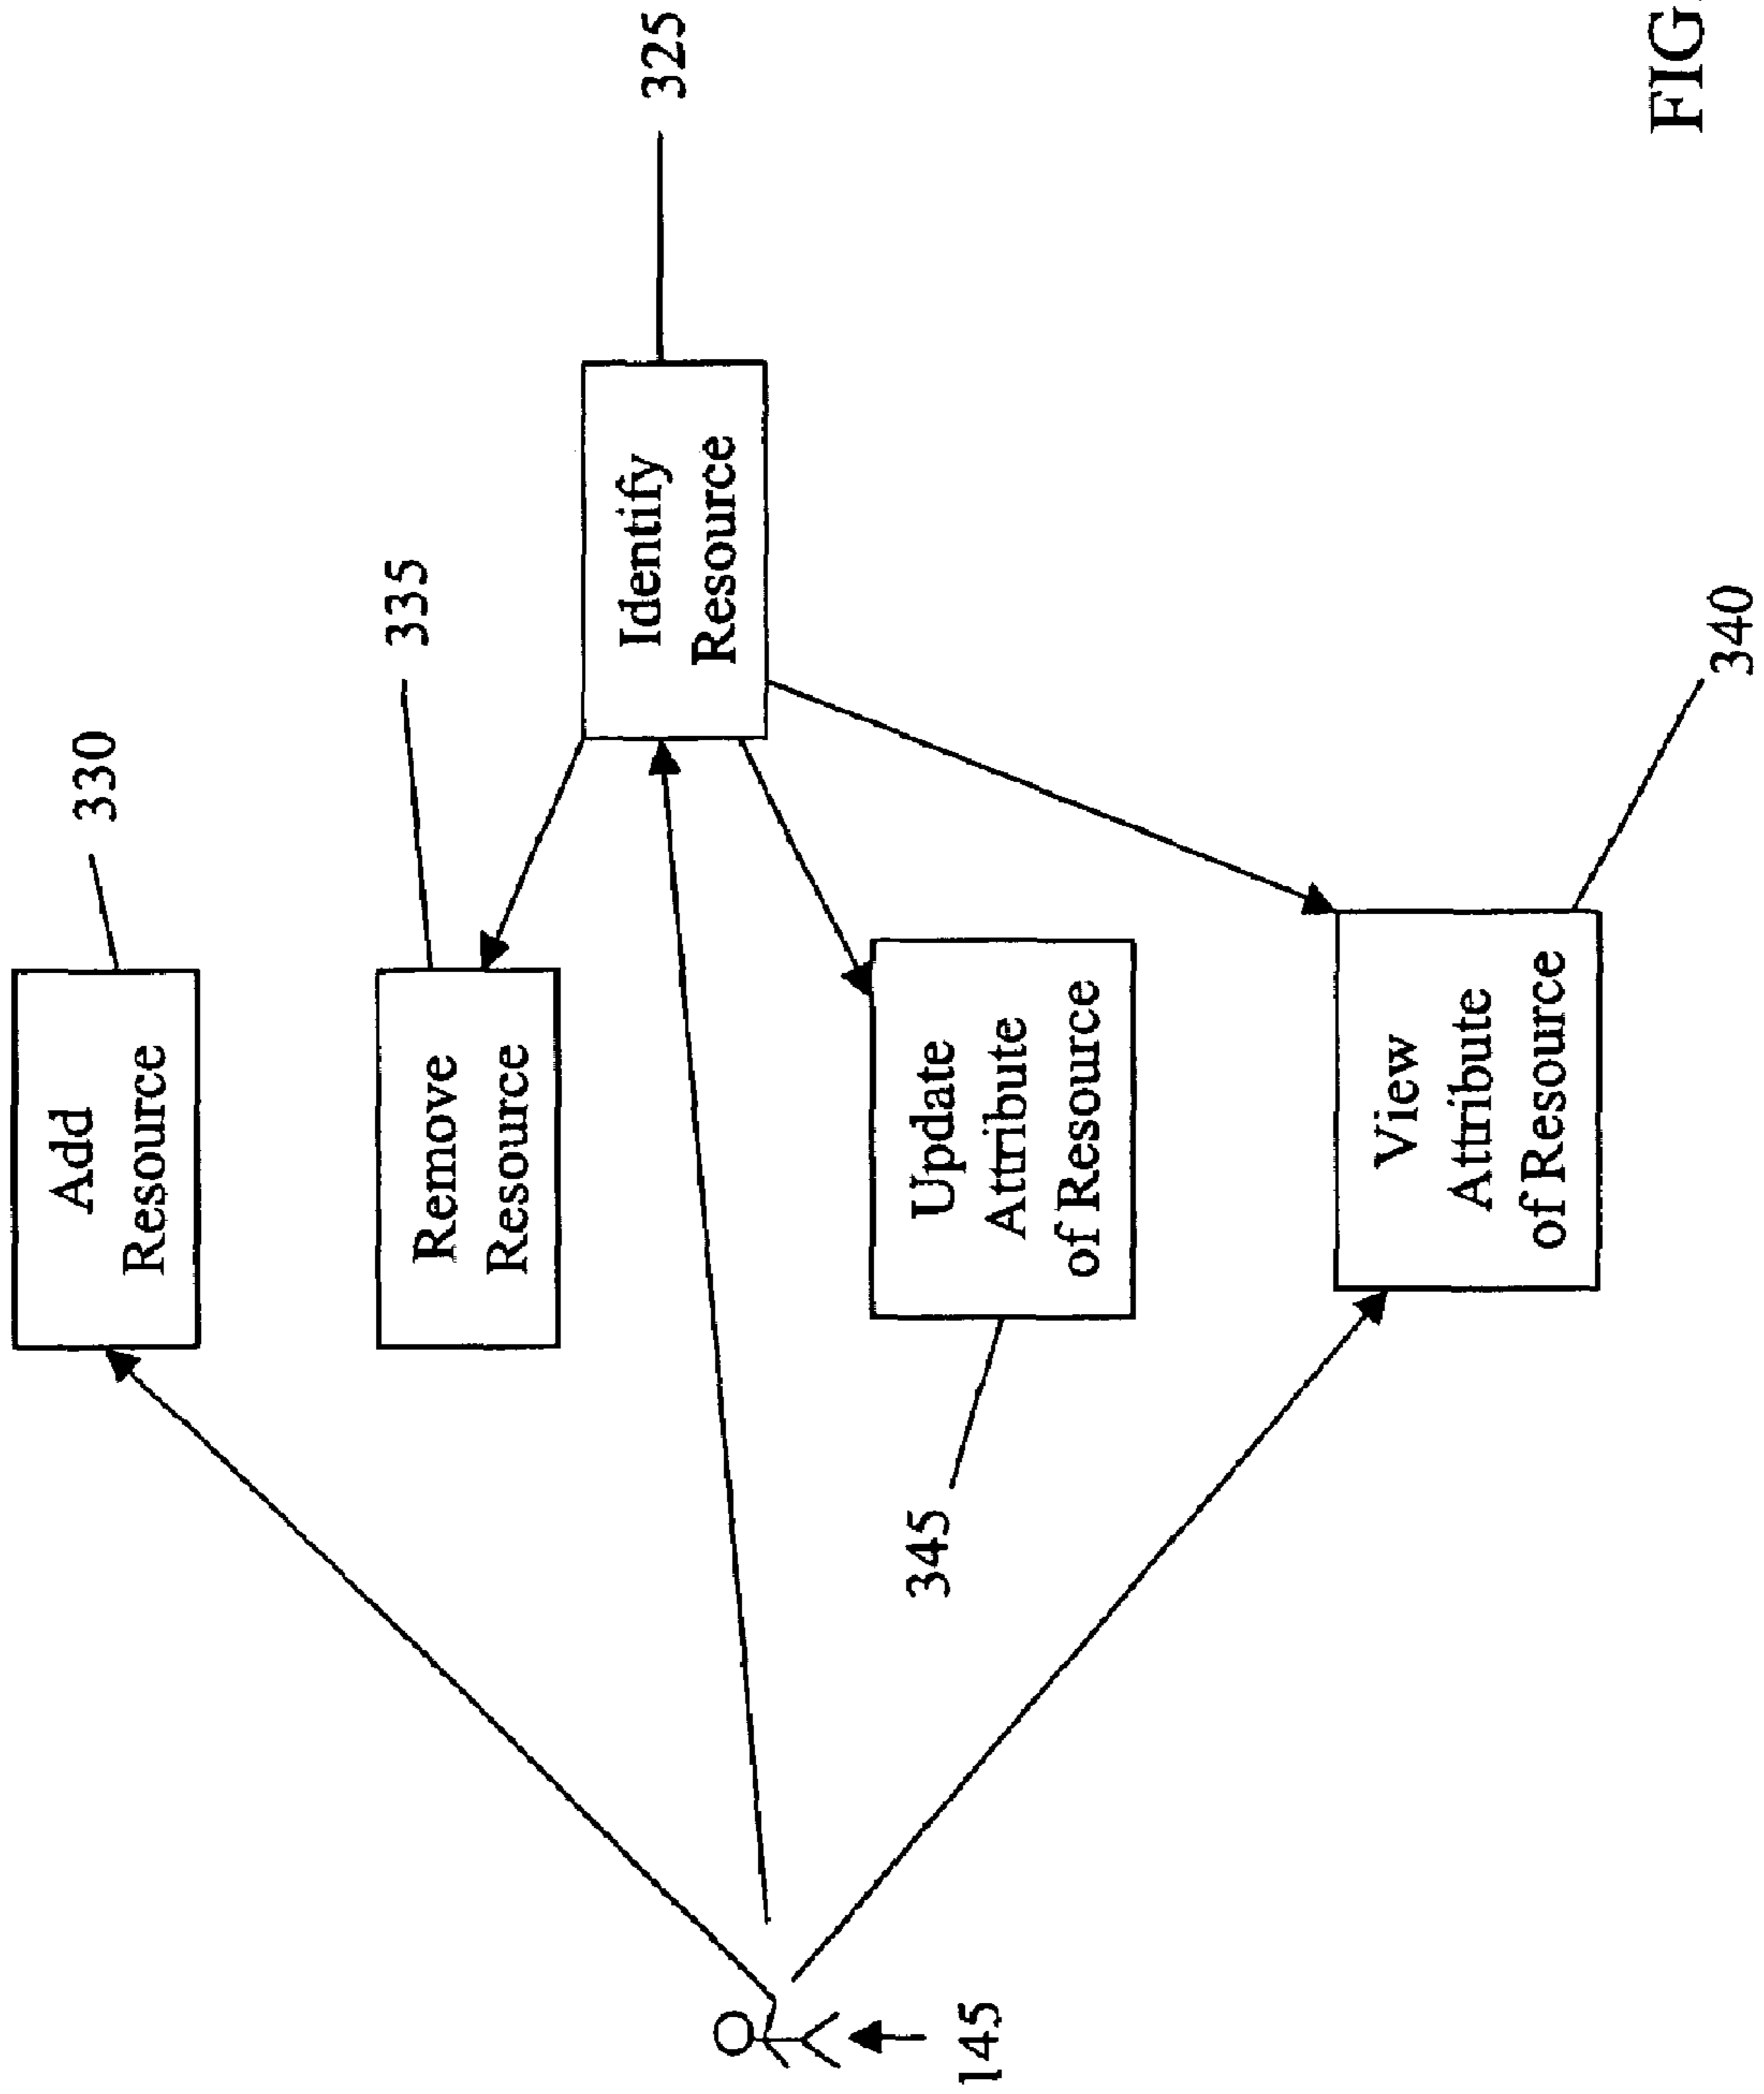 330
Add
Resource
335
Remove
Resource
325
Identify
Resource
345
Update
Attribute
of Resource
340
View
Attribute
of Resource
145
FIG